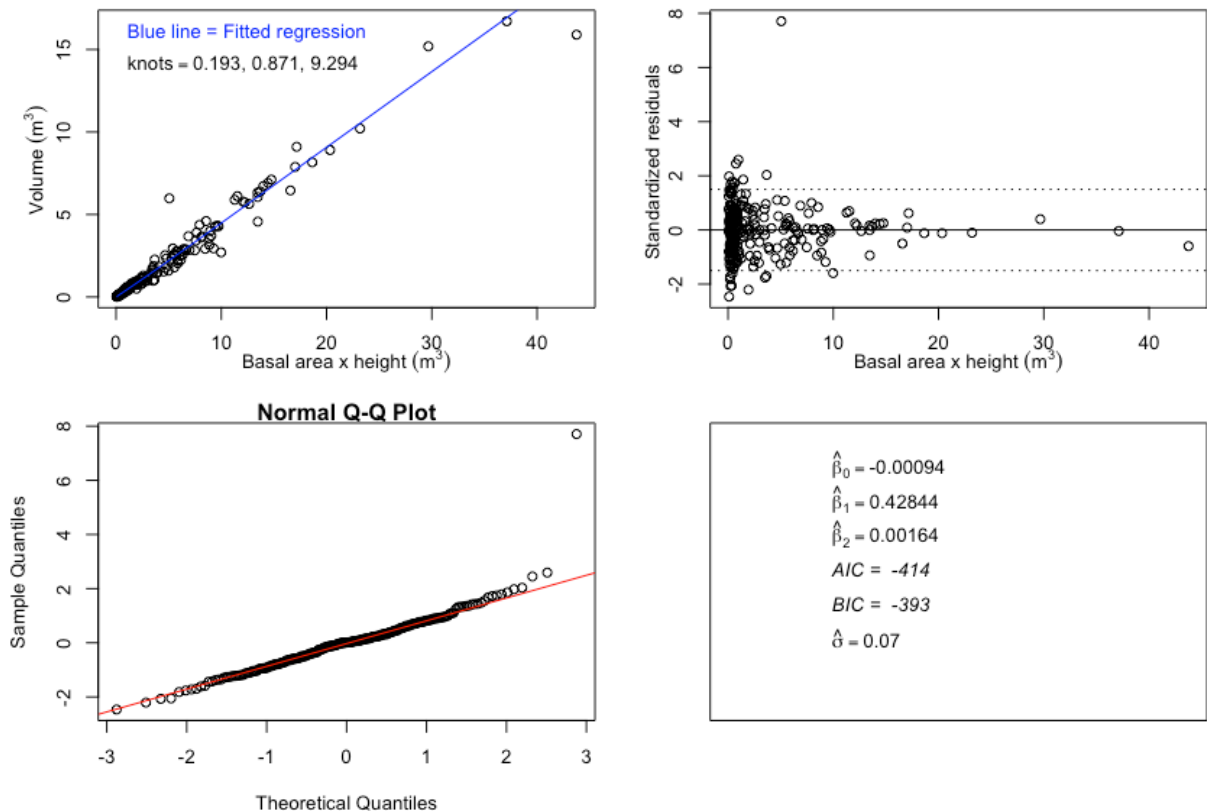 Blue line = Fitted regression
knots = 0.193, 0.871, 9.294
Volume (m³)
15
10
5
0
0 10 20 30 40
Basal area x height (m³)
Standardized residuals
8
6
4
2
0
-2
0 10 20 30 40
Basal area x height (m³)
Normal Q-Q Plot
Sample Quantiles
8
6
4
2
0
-2
-3 -2 -1 0 1 2 3
Theoretical Quantiles
β̂₀ = -0.00094
β̂₁ = 0.42844
β̂₂ = 0.00164
AIC = -414
BIC = -393
σ̂ = 0.07